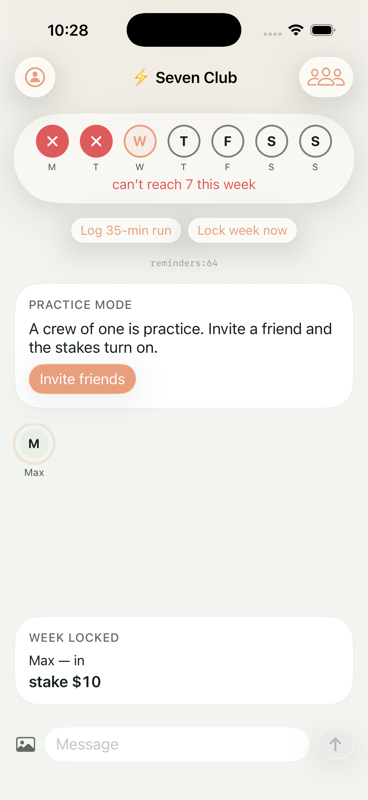 10:28
⚡ Seven Club
W T F S S
M T W T F S S
can't reach 7 this week
Log 35-min run
Lock week now
reminders:64
PRACTICE MODE
A crew of one is practice. Invite a friend and
the stakes turn on.
Invite friends
M
Max
WEEK LOCKED
Max — in
stake $10
Message